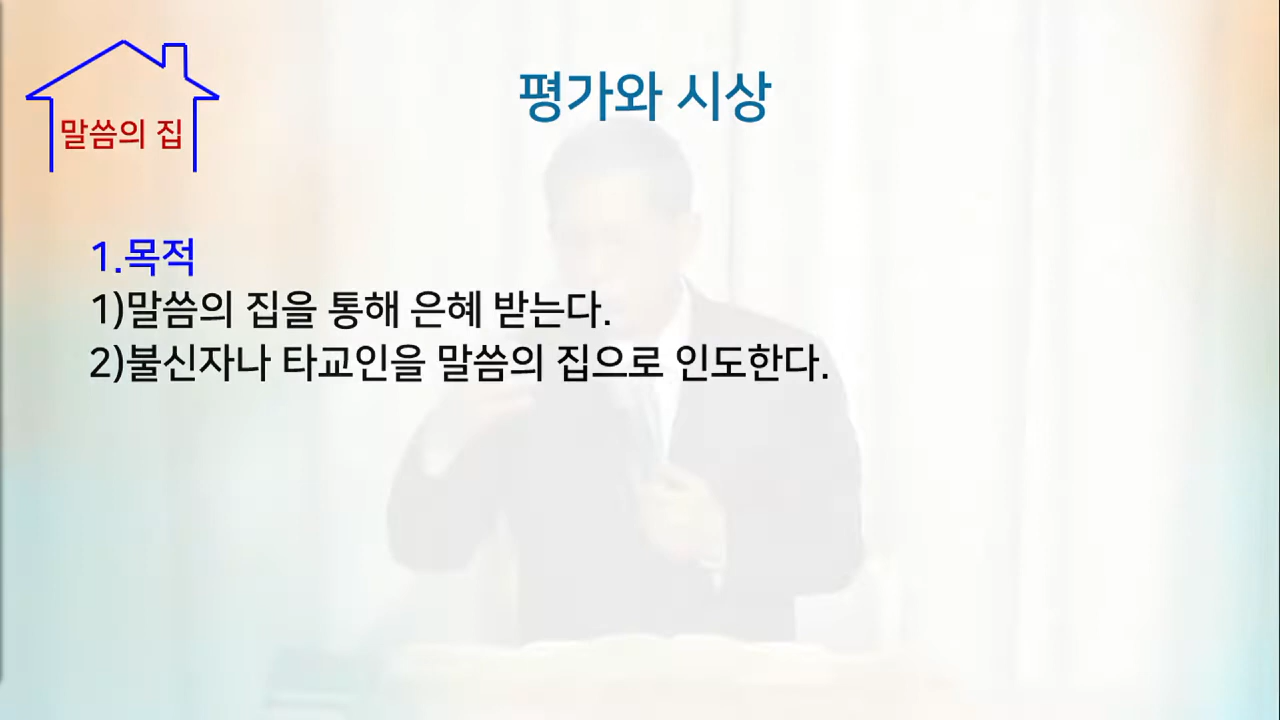 평가와 시상
말씀의 집
1.목적
1)말씀의 집을 통해 은혜 받는다.
2)불신자나 타교인을 말씀의 집으로 인도한다.